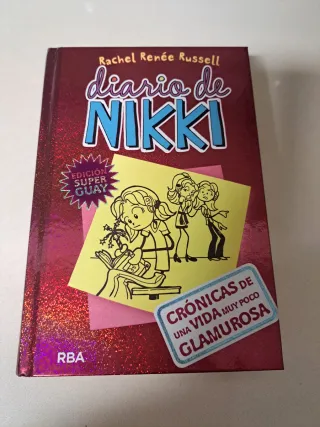 Rachel Renée Russell
diario de
NIKKI
EDICIÓN
SUPER
GUAY
CRÓNICAS DE
UNA VIDA MUY POCO
GLAMUROSA
RBA